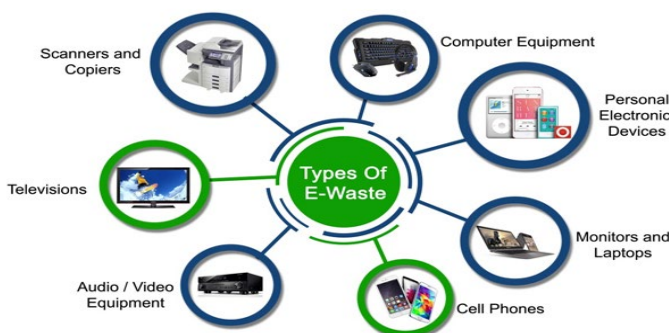 Scanners and
Copiers
Computer Equipment
Personal
Electronic
Devices
Types Of
E-Waste
Televisions
Monitors and
Laptops
Audio / Video
Equipment
Cell Phones